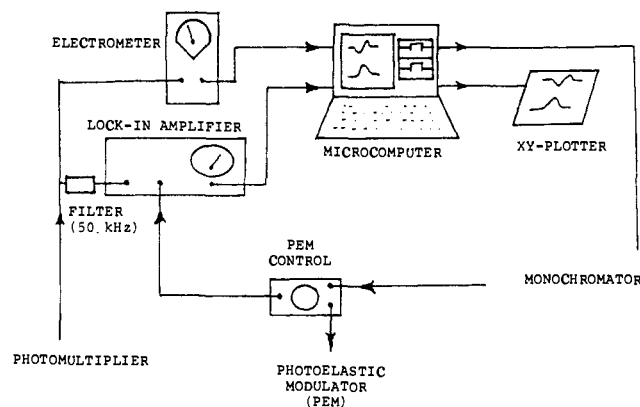 ELECTROMETER
LOCK-IN AMPLIFIER
MICROCOMPUTER
XY-PLOTTER
FILTER
(50.kHz)
PEM
CONTROL
MONOCHROMATOR
PHOTOMULTIPLIER
PHOTOELASTIC
MODULATOR
(PEM)